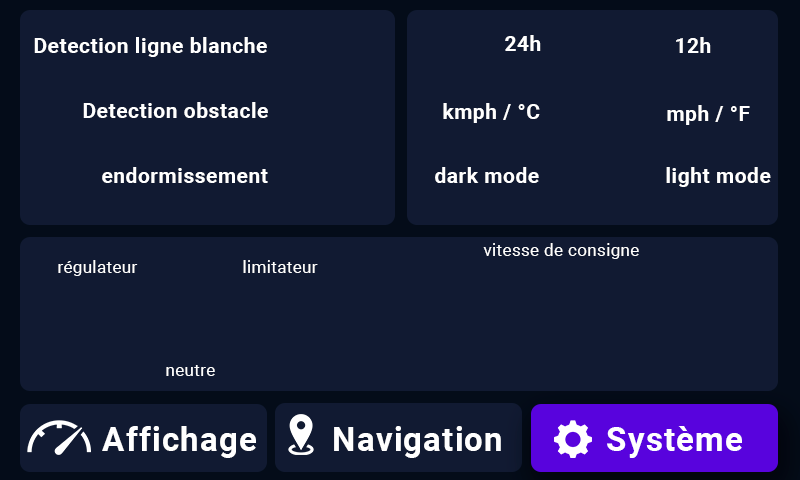 Detection ligne blanche
Detection obstacle
endormissement
24h 12h
kmph / °C mph / °F
dark mode light mode
régulateur limitateur vitesse de consigne
neutre
Affichage Navigation Système